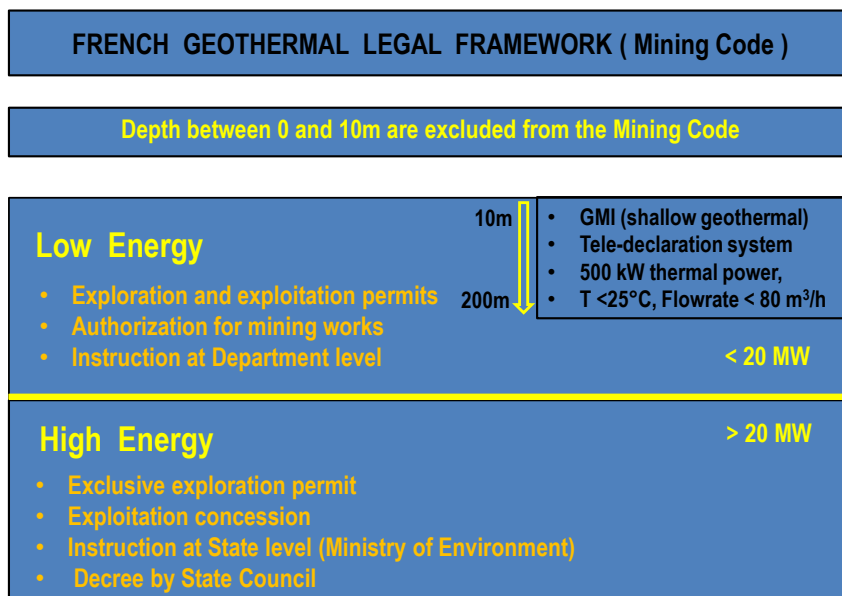 FRENCH GEOTHERMAL LEGAL FRAMEWORK ( Mining Code )
Depth between 0 and 10m are excluded from the Mining Code
Low Energy
• Exploration and exploitation permits
• Authorization for mining works
• Instruction at Department level
10m
200m
• GMI (shallow geothermal)
• Tele-declaration system
• 500 kW thermal power,
• T <25°C, Flowrate < 80 m³/h
< 20 MW
High Energy
> 20 MW
• Exclusive exploration permit
• Exploitation concession
• Instruction at State level (Ministry of Environment)
• Decree by State Council